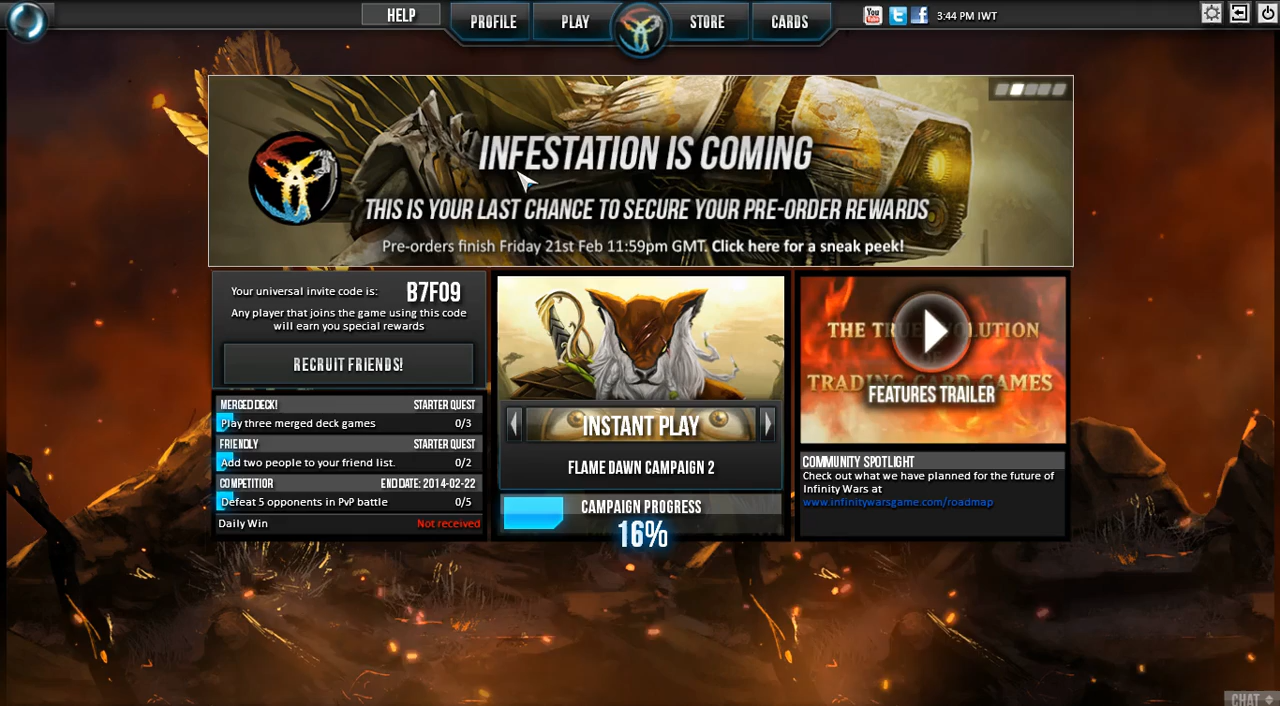 HELP
PROFILE
PLAY
STORE
CARDS
You Tube
3:44 PM IWT
INFESTATION IS COMING
THIS IS YOUR LAST CHANCE TO SECURE YOUR PRE-ORDER REWARDS
Pre-orders finish Friday 21st Feb 11:59pm GMT. Click here for a sneak peek!
Your universal invite code is: B7F09
Any player that joins the game using this code
will earn you special rewards
RECRUIT FRIENDS!
MERGED DECK! STARTER QUEST
Play three merged deck games 0/3
FRIENDLY STARTER QUEST
Add two people to your friend list. 0/2
COMPETITIOR END DATE: 2014-02-22
Defeat 5 opponents in PvP battle 0/5
Daily Win Not received
INSTANT PLAY
FLAME DAWN CAMPAIGN 2
CAMPAIGN PROGRESS
16%
THE TRUE EVOLUTION
TRADING CARD GAMES
FEATURES TRAILER
COMMUNITY SPOTLIGHT
Check out what we have planned for the future of
Infinity Wars at
www.infinitywarsgame.com/roadmap
CHAT